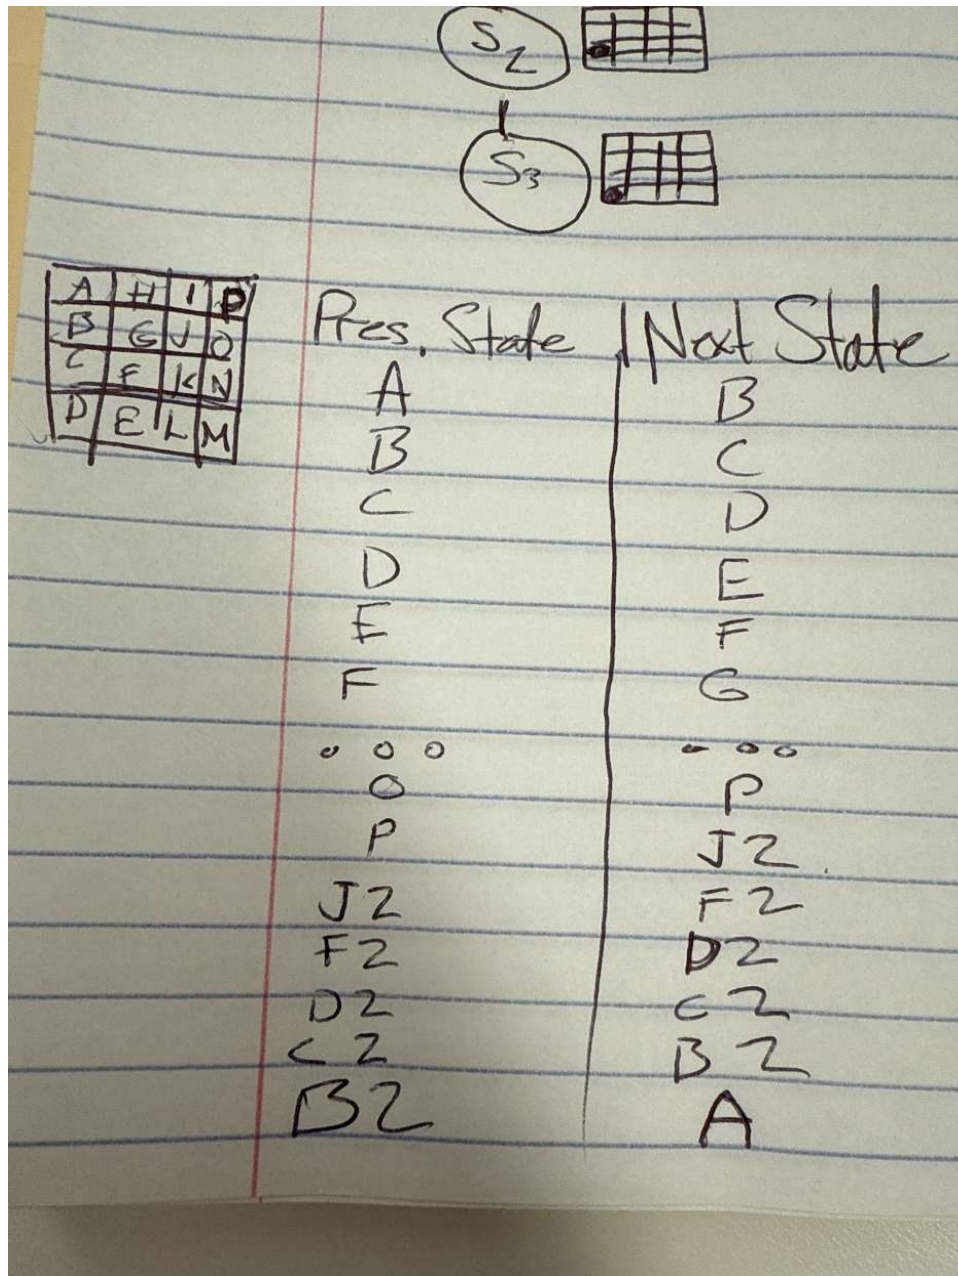 S2
S3
A H I P
B G J O
C F K N
D E L M
Pres. State Next State
A B
B C
C D
D E
E F
F G
O P
P J2
J2 F2
F2 D2
D2 C2
C2 B2
B2 A